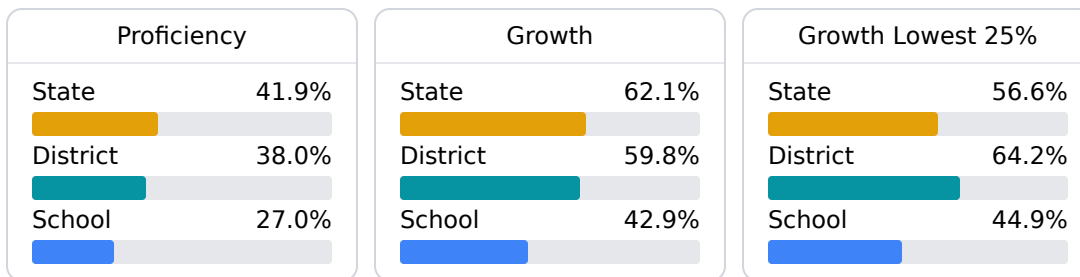 Proficiency
State 41.9%
District 38.0%
School 27.0%
Growth
State 62.1%
District 59.8%
School 42.9%
Growth Lowest 25%
State 56.6%
District 64.2%
School 44.9%